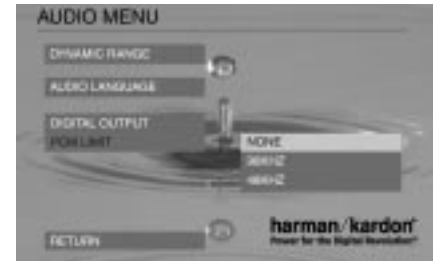 AUDIO MENU
DYNAMIC RANGE
AUDIO LANGUAGE
DIGITAL OUTPUT
PCM LIMIT
NONE
96KHZ
48KHZ
RETURN
harman/kardon
Power for the Digital Revolution